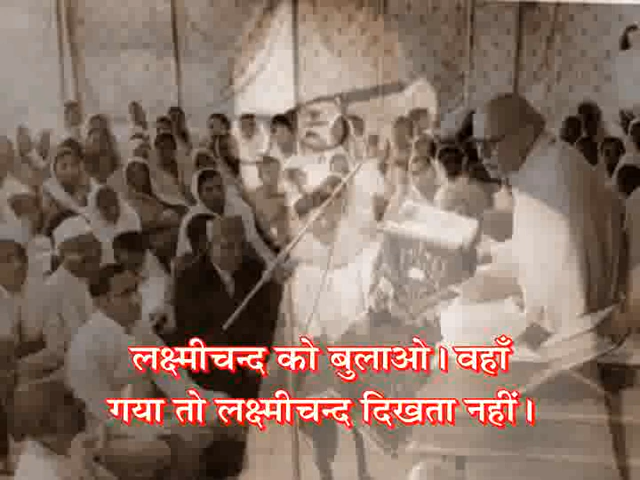 लक्ष्मीचन्द को बुलाओ। वहाँ
गया तो लक्ष्मीचन्द दिखता नहीं।